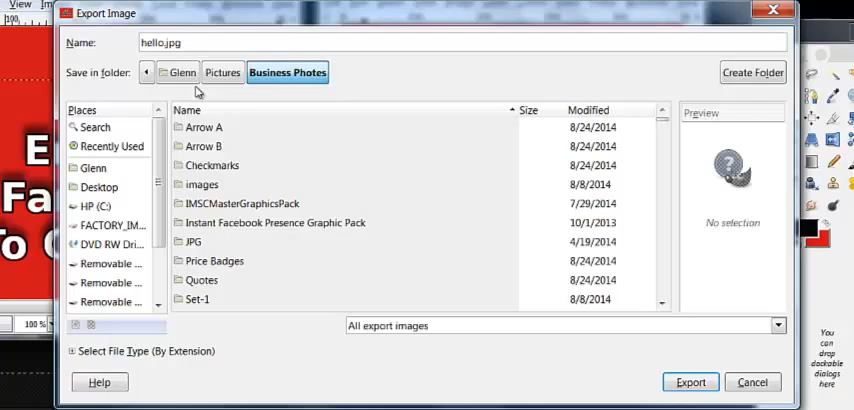 View Im
Export Image
100
Name: hello.jpg
Save in folder: Glenn Pictures Business Photos Create Folder
Places Name Size Modified Preview
Search Arrow A 8/24/2014
Recently Used Arrow B 8/24/2014
Glenn Checkmarks 8/24/2014
Desktop images 8/8/2014
HP (C:) IMSCMasterGraphicsPack 7/29/2014
FACTORY_IM... Instant Facebook Presence Graphic Pack 10/1/2013 No selection
DVD RW Dri... JPG 4/19/2014
Removable ... Price Badges 8/24/2014
Removable ... Quotes 8/24/2014
Removable ... Set-1 8/8/2014
100 % All export images
Select File Type (By Extension)
Help Export Cancel
E
Fa
To
You
can
drop
dockable
dialogs
here